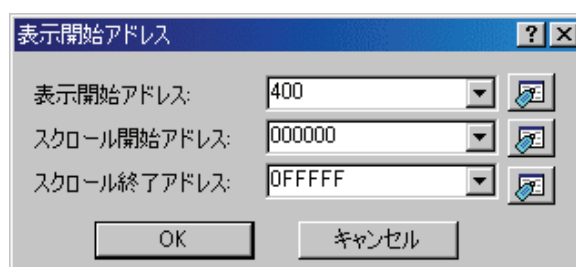 表示開始アドレス
表示開始アドレス: 400
スクロール開始アドレス: 000000
スクロール終了アドレス: 0FFFFF
OK キャンセル